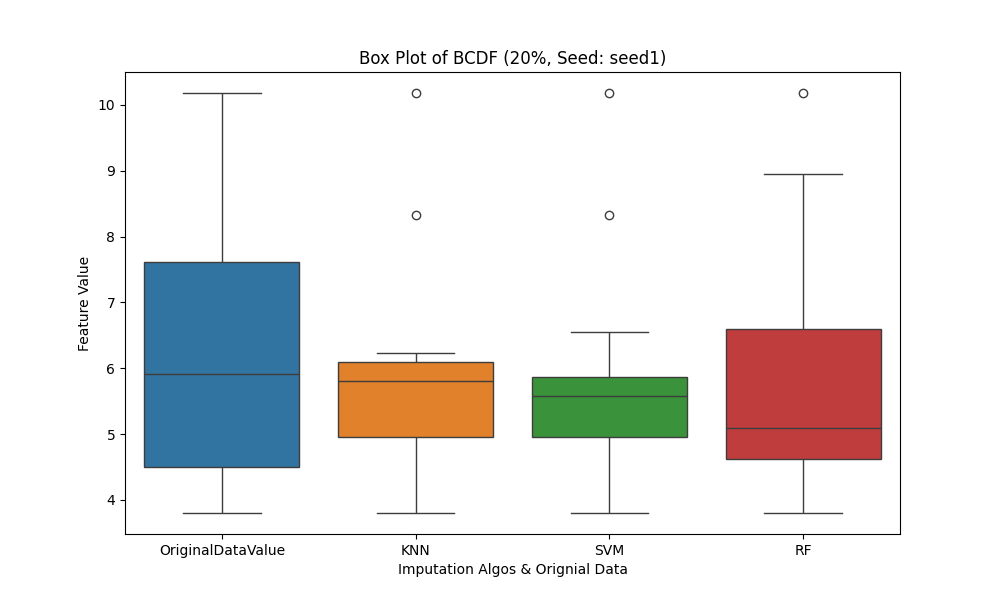 Box Plot of BCDF (20%, Seed: seed1)
10
9
8
7
6
5
4
Feature Value
OriginalDataValue KNN SVM RF
Imputation Algos & Orignial Data